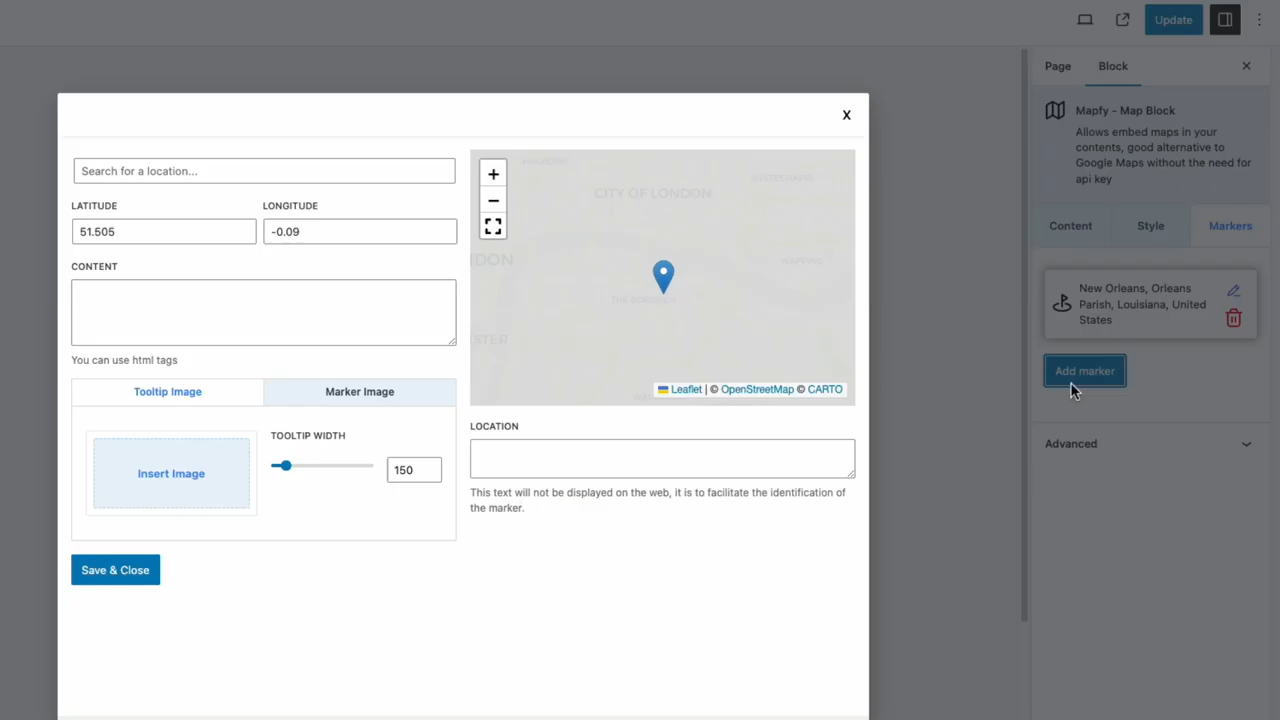 Update
Page
Block
Mapfy – Map Block
Allows embed maps in your
contents, good alternative to
Google Maps without the need for
api key
Content
Style
Markers
New Orleans, Orleans
Parish, Louisiana, United
States
Add marker
Advanced
X
Search for a location...
LATITUDE
LONGITUDE
51.505
-0.09
CONTENT
You can use html tags
Tooltip Image
Marker Image
Insert Image
TOOLTIP WIDTH
150
Save & Close
+
−
CITY OF LONDON
WAPPING
THE BOROUGH
Leaflet | © OpenStreetMap © CARTO
LOCATION
This text will not be displayed on the web, it is to facilitate the identification of
the marker.